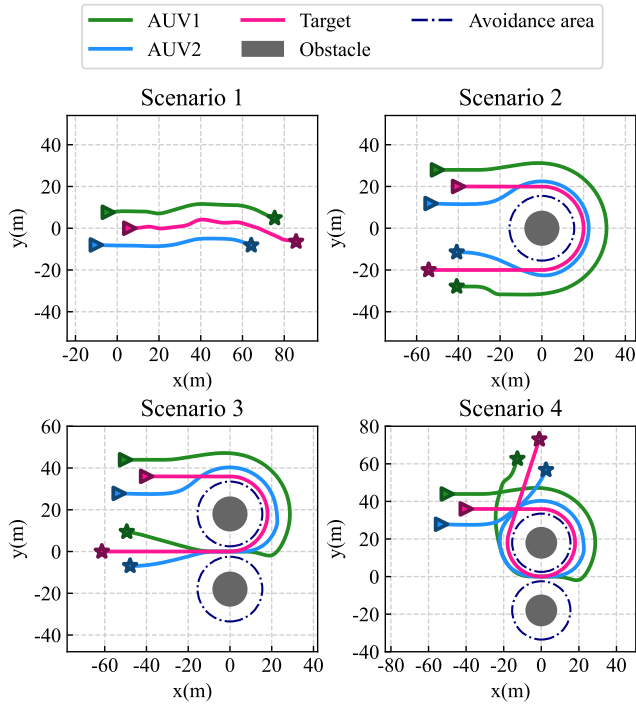 AUV1 Target Avoidance area
AUV2 Obstacle
Scenario 1 Scenario 2
40
20
0
-20
-40
y(m)
-20 0 20 40 60 80
x(m)
40
20
0
-20
-40
y(m)
-60 -40 -20 0 20 40
x(m)
Scenario 3 Scenario 4
60
40
20
0
-20
-40
y(m)
-60 -40 -20 0 20 40
x(m)
80
60
40
20
0
-20
-40
y(m)
-80 -60 -40 -20 0 20 40
x(m)